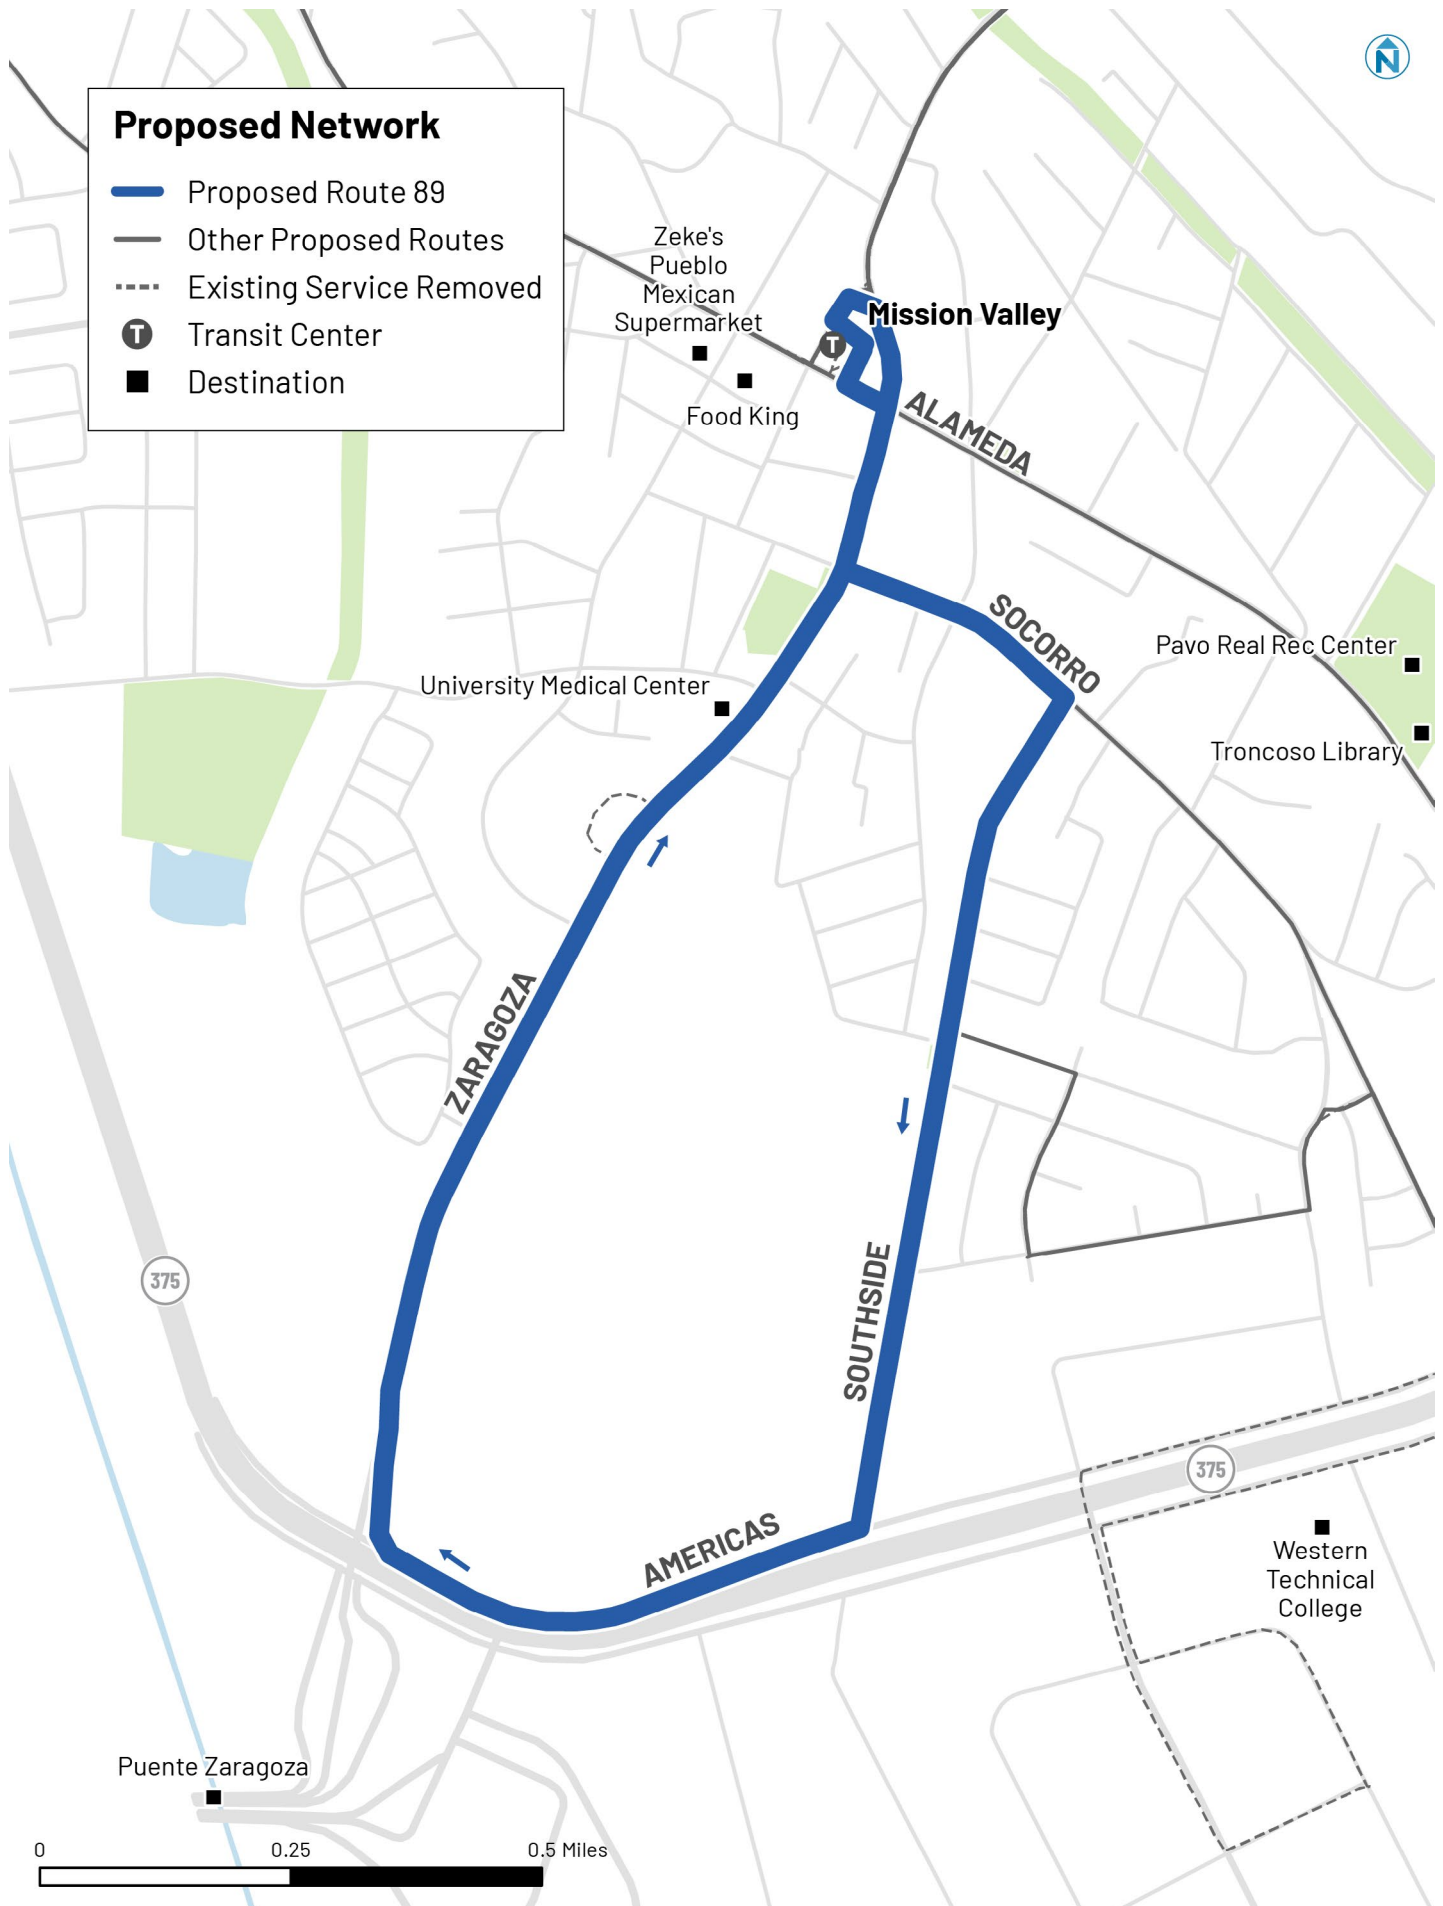 N
Proposed Network
Proposed Route 89
Other Proposed Routes
Existing Service Removed
T
Transit Center
Destination
Zeke's
Pueblo
Mexican
Supermarket
Mission Valley
T
Food King
ALAMEDA
SOCORRO
Pavo Real Rec Center
University Medical Center
Troncoso Library
ZARAGOZA
SOUTHSIDE
375
375
AMERICAS
Western
Technical
College
Puente Zaragoza
0
0.25
0.5 Miles